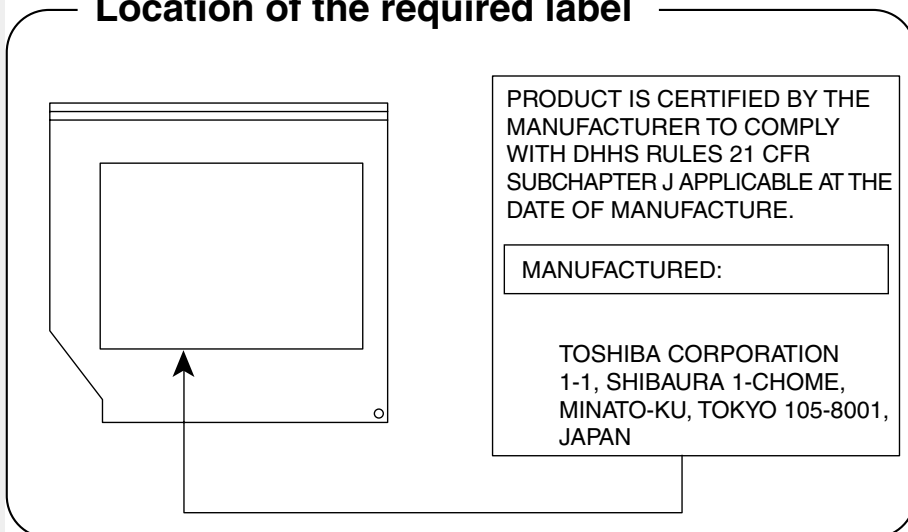 Location of the required label
PRODUCT IS CERTIFIED BY THE
MANUFACTURER TO COMPLY
WITH DHHS RULES 21 CFR
SUBCHAPTER J APPLICABLE AT THE
DATE OF MANUFACTURE.
MANUFACTURED:
TOSHIBA CORPORATION
1-1, SHIBAURA 1-CHOME,
MINATO-KU, TOKYO 105-8001,
JAPAN